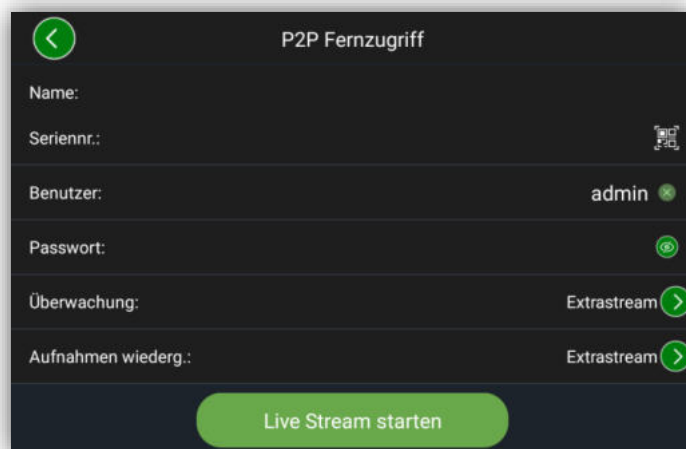 P2P Fernzugriff
Name:
Seriennr.:
Benutzer: admin
Passwort:
Überwachung: Extrastream
Aufnahmen wiederg.: Extrastream
Live Stream starten